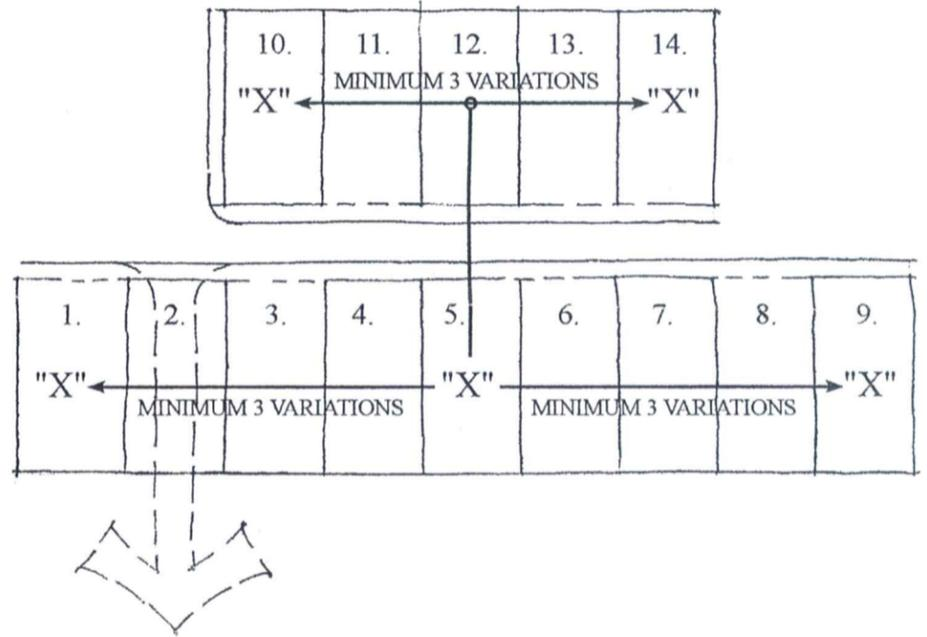 10. 11. 12. 13. 14.
MINIMUM 3 VARIATIONS
"X" "X"
1. 2. 3. 4. 5. 6. 7. 8. 9.
"X" "X" "X"
MINIMUM 3 VARIATIONS MINIMUM 3 VARIATIONS